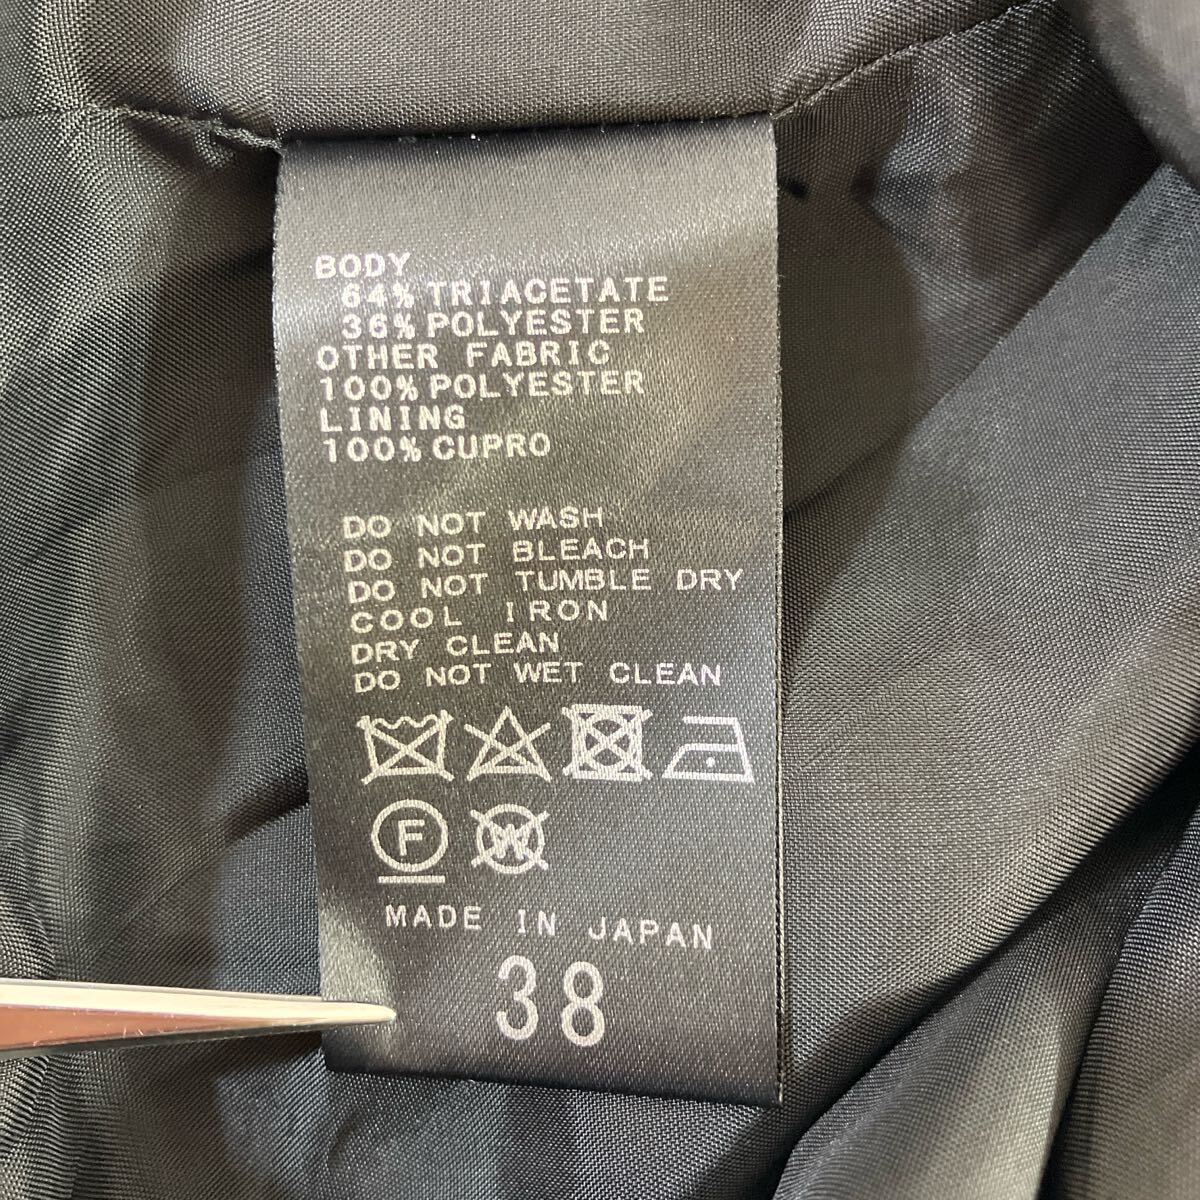 BODY
64% TRIACETATE
36% POLYESTER
OTHER FABRIC
100% POLYESTER
LINING
100% CUPRO
DO NOT WASH
DO NOT BLEACH
DO NOT TUMBLE DRY
COOL IRON
DRY CLEAN
DO NOT WET CLEAN
F W
MADE IN JAPAN
38